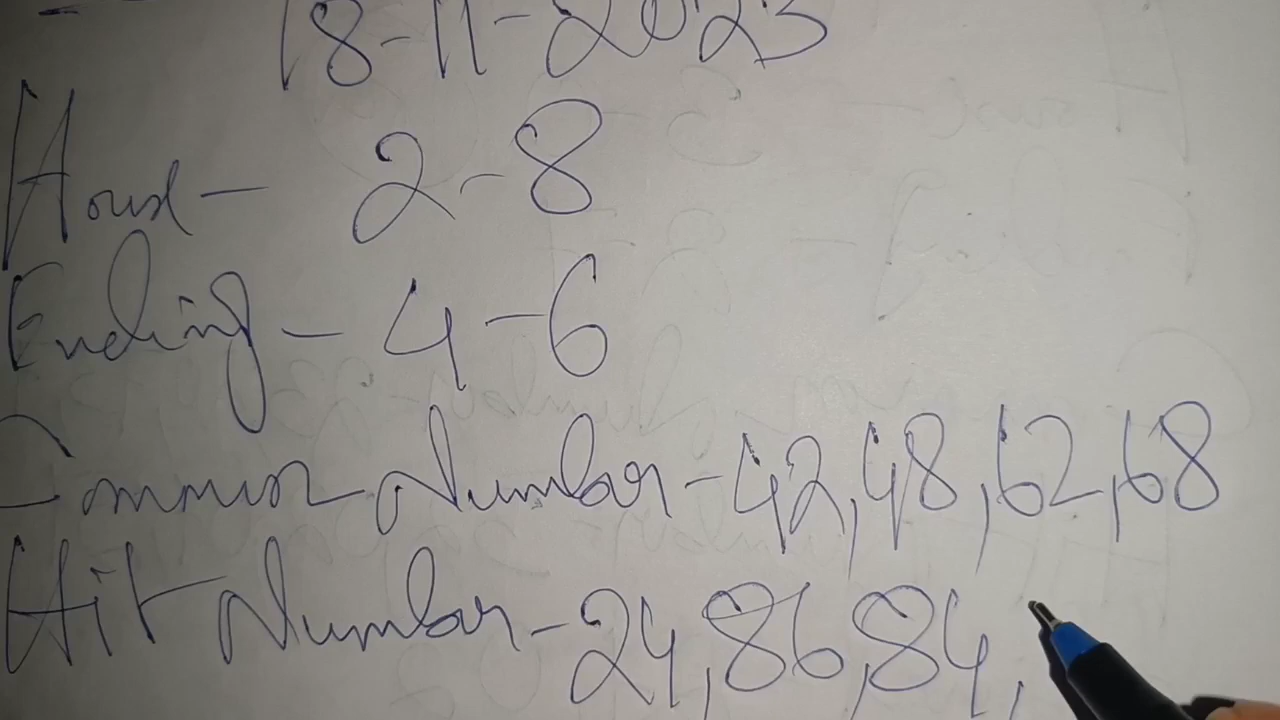 18-11-2023
Housl- 2-8
Ending-4-6
Common Number-42,48,62,68
Hit Number-24,86,84,